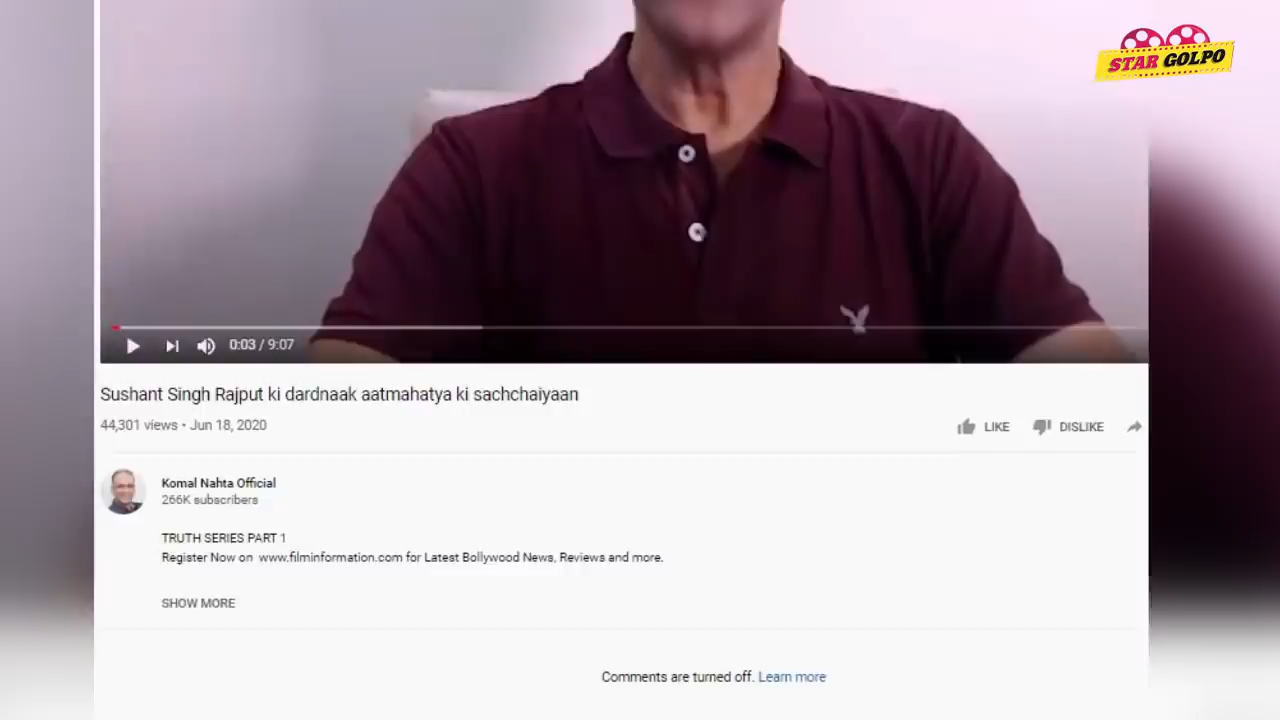 STAR GOLPO
0:03 / 9:07
Sushant Singh Rajput ki dardnaak aatmahatya ki sachchaiyaan
44,301 views • Jun 18, 2020
LIKE DISLIKE
Komal Nahta Official
266K subscribers
TRUTH SERIES PART 1
Register Now on www.filminformation.com for Latest Bollywood News, Reviews and more.
SHOW MORE
Comments are turned off. Learn more